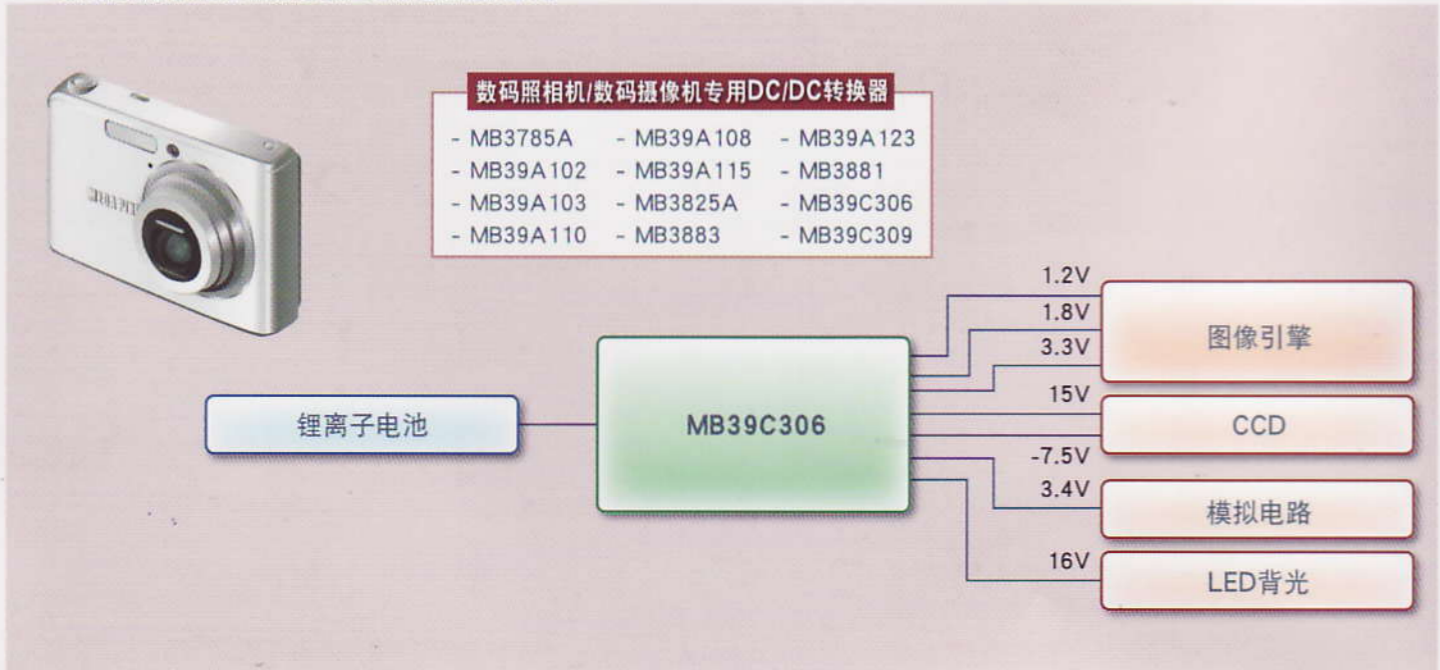 数码照相机/数码摄像机专用DC/DC转换器
- MB3785A - MB39A108 - MB39A123
- MB39A102 - MB39A115 - MB3881
- MB39A103 - MB3825A - MB39C306
- MB39A110 - MB3883 - MB39C309
锂离子电池
MB39C306
1.2V
1.8V
3.3V
图像引擎
15V
CCD
-7.5V
3.4V
模拟电路
16V
LED背光